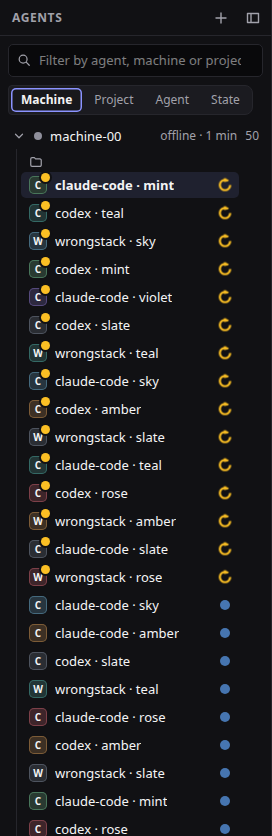 AGENTS
Filter by agent, machine or projec
Machine Project Agent State
machine-00 offline · 1 min 50
C claude-code · mint
C codex · teal
W wrongstack · sky
C codex · mint
C claude-code · violet
C codex · slate
W wrongstack · teal
C claude-code · sky
C codex · amber
W wrongstack · slate
C claude-code · teal
C codex · rose
W wrongstack · amber
C claude-code · slate
W wrongstack · rose
C claude-code · sky
C claude-code · amber
C codex · slate
W wrongstack · teal
C claude-code · rose
C codex · amber
W wrongstack · slate
C claude-code · mint
C codex · rose